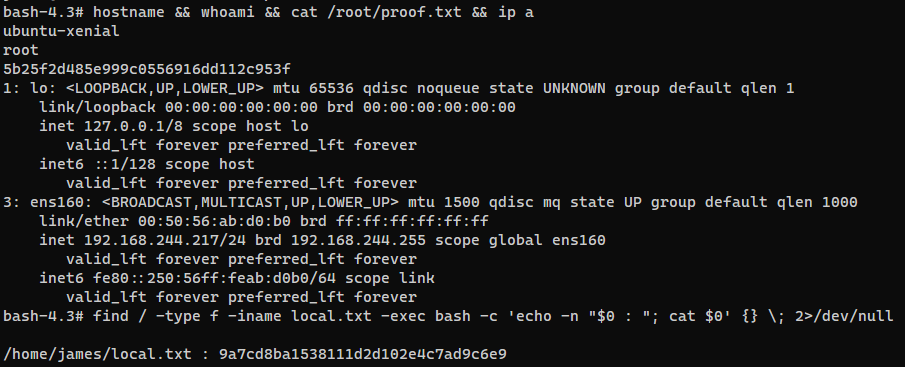 bash-4.3# hostname && whoami && cat /root/proof.txt && ip a
ubuntu-xenial
root
5b25f2d485e999c0556916dd112c953f
1: lo: <LOOPBACK,UP,LOWER_UP> mtu 65536 qdisc noqueue state UNKNOWN group default qlen 1
    link/loopback 00:00:00:00:00:00 brd 00:00:00:00:00:00
    inet 127.0.0.1/8 scope host lo
       valid_lft forever preferred_lft forever
    inet6 ::1/128 scope host
       valid_lft forever preferred_lft forever
3: ens160: <BROADCAST,MULTICAST,UP,LOWER_UP> mtu 1500 qdisc mq state UP group default qlen 1000
    link/ether 00:50:56:ab:d0:b0 brd ff:ff:ff:ff:ff:ff
    inet 192.168.244.217/24 brd 192.168.244.255 scope global ens160
       valid_lft forever preferred_lft forever
    inet6 fe80::250:56ff:feab:d0b0/64 scope link
       valid_lft forever preferred_lft forever
bash-4.3# find / -type f -iname local.txt -exec bash -c 'echo -n "$0 : "; cat $0' {} \; 2>/dev/null
/home/james/local.txt : 9a7cd8ba1538111d2d102e4c7ad9c6e9